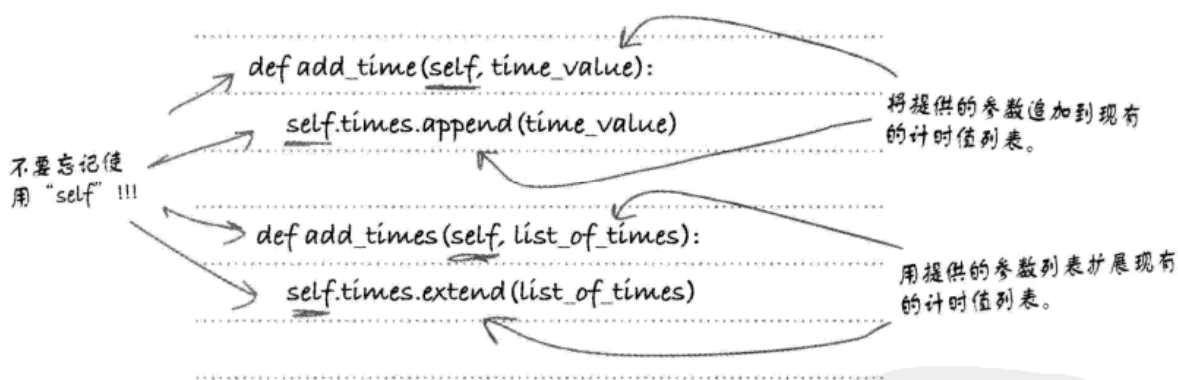 def add_time(self, time_value):
self.times.append(time_value)
将提供的参数追加到现有
的计时值列表。
不要忘记使
用“self”!!!
def add_times(self, list_of_times):
self.times.extend(list_of_times)
用提供的参数列表扩展现有
的计时值列表。